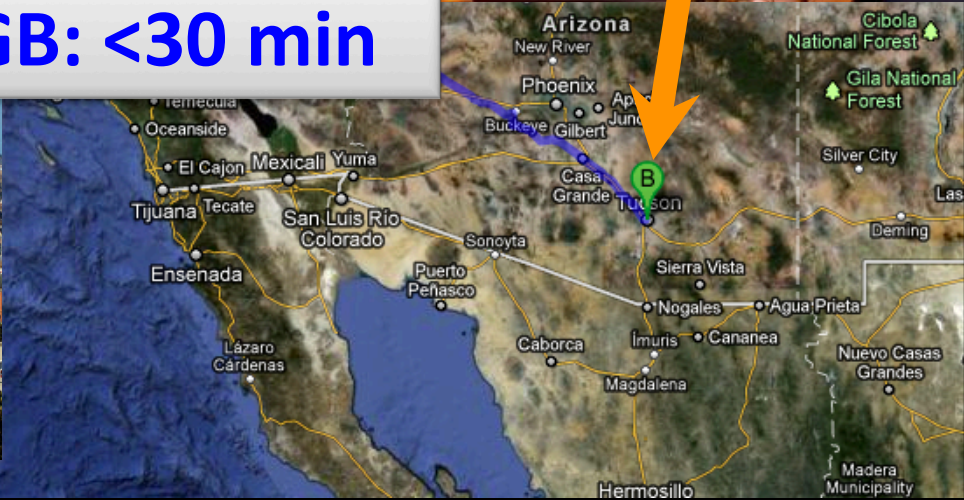 GB: <30 min
Arizona
New River
Phoenix
Buckeye
Gilbert
Casa
Grande
B
Tucson
Cibola
National Forest
Gila National
Forest
Silver City
Deming
Temecula
Oceanside
El Cajon
Mexicali
Yuma
Tijuana
Tecate
San Luis Río
Colorado
Ensenada
Sonoyta
Puerto
Peñasco
Sierra Vista
Nogales
Agua Prieta
Caborca
Ímuris
Cananea
Magdalena
Lázaro
Cárdenas
Nuevo Casas
Grandes
Hermosillo
Madera
Municipality